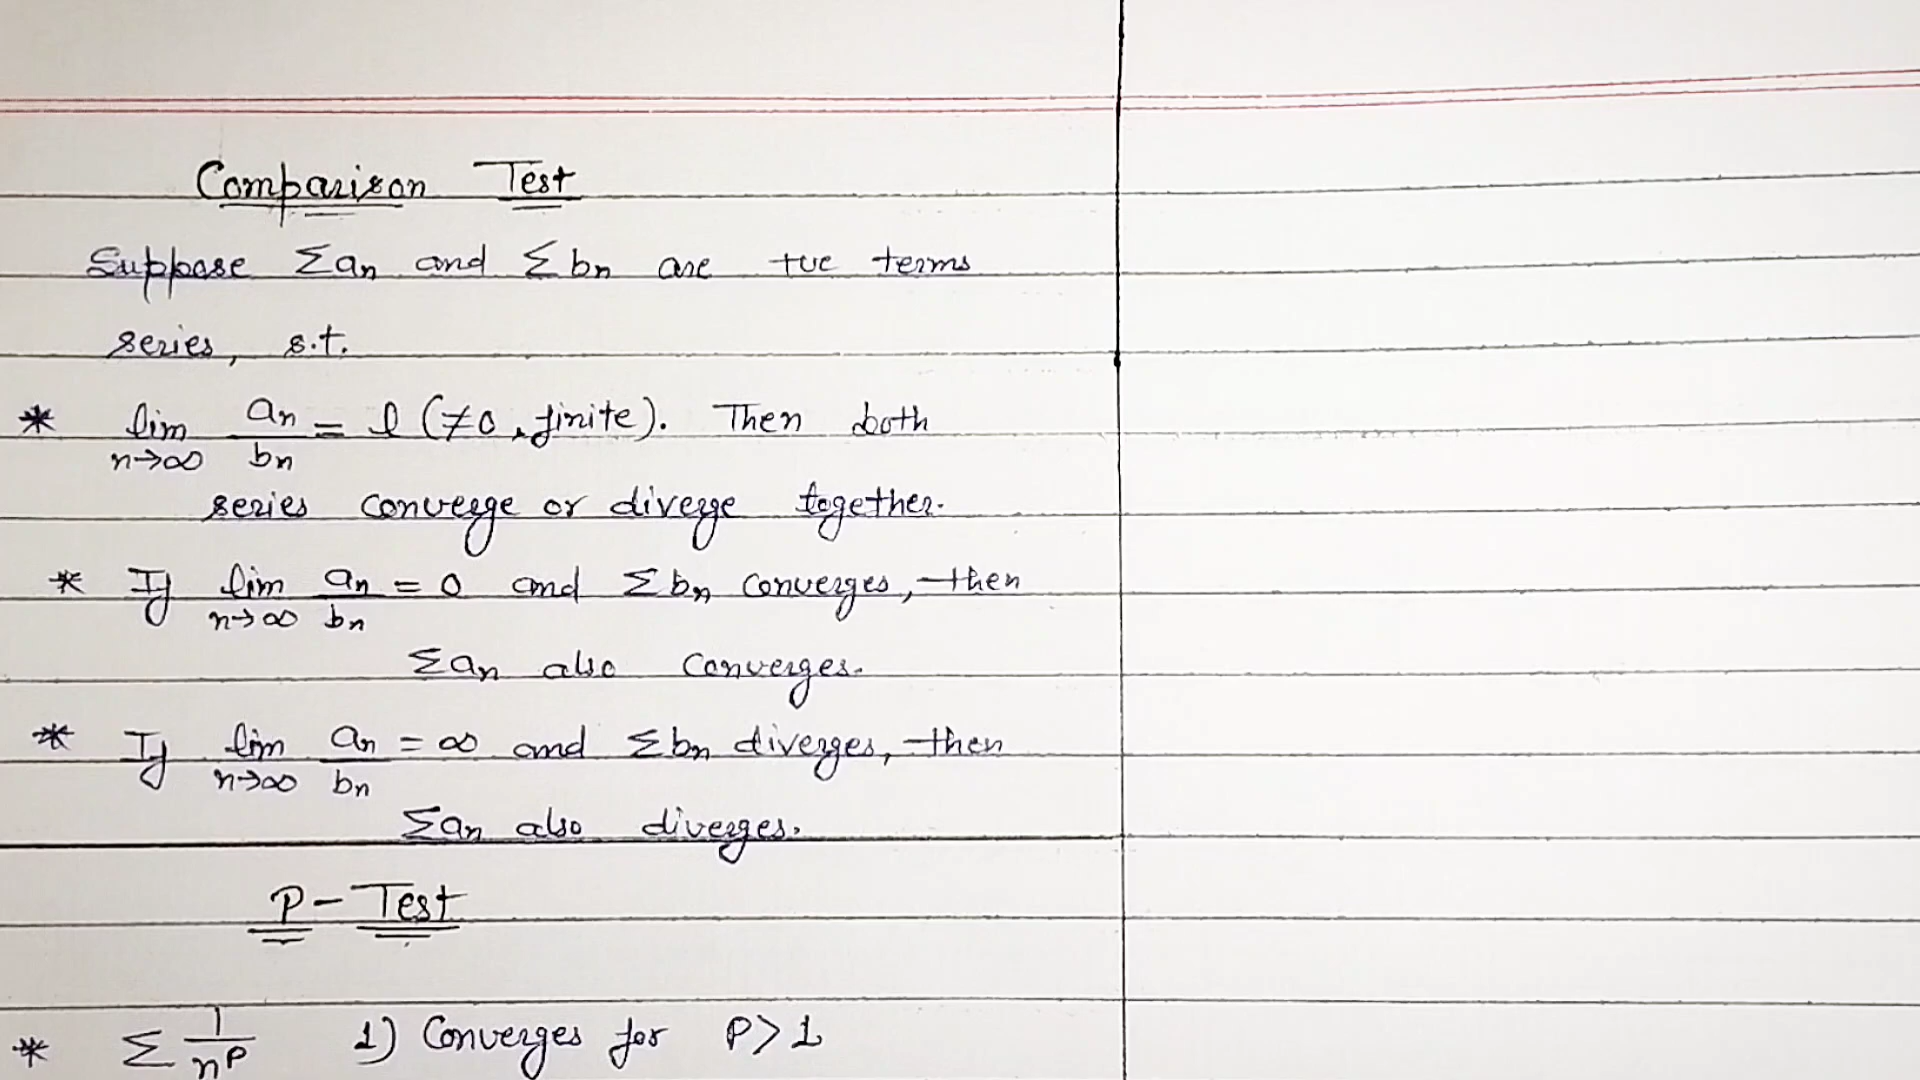 Comparison Test
Suppose Σan and Σbn are +ve terms
series, s.t.
* lim n→∞ an/bn = l (≠0, finite). Then both
series converge or diverge together.
* If lim n→∞ an/bn = 0 and Σbn converges, then
Σan also converges.
* If lim n→∞ an/bn = ∞ and Σbn diverges, then
Σan also diverges.
P-Test
* Σ 1/n^p 1) Converges for P>1